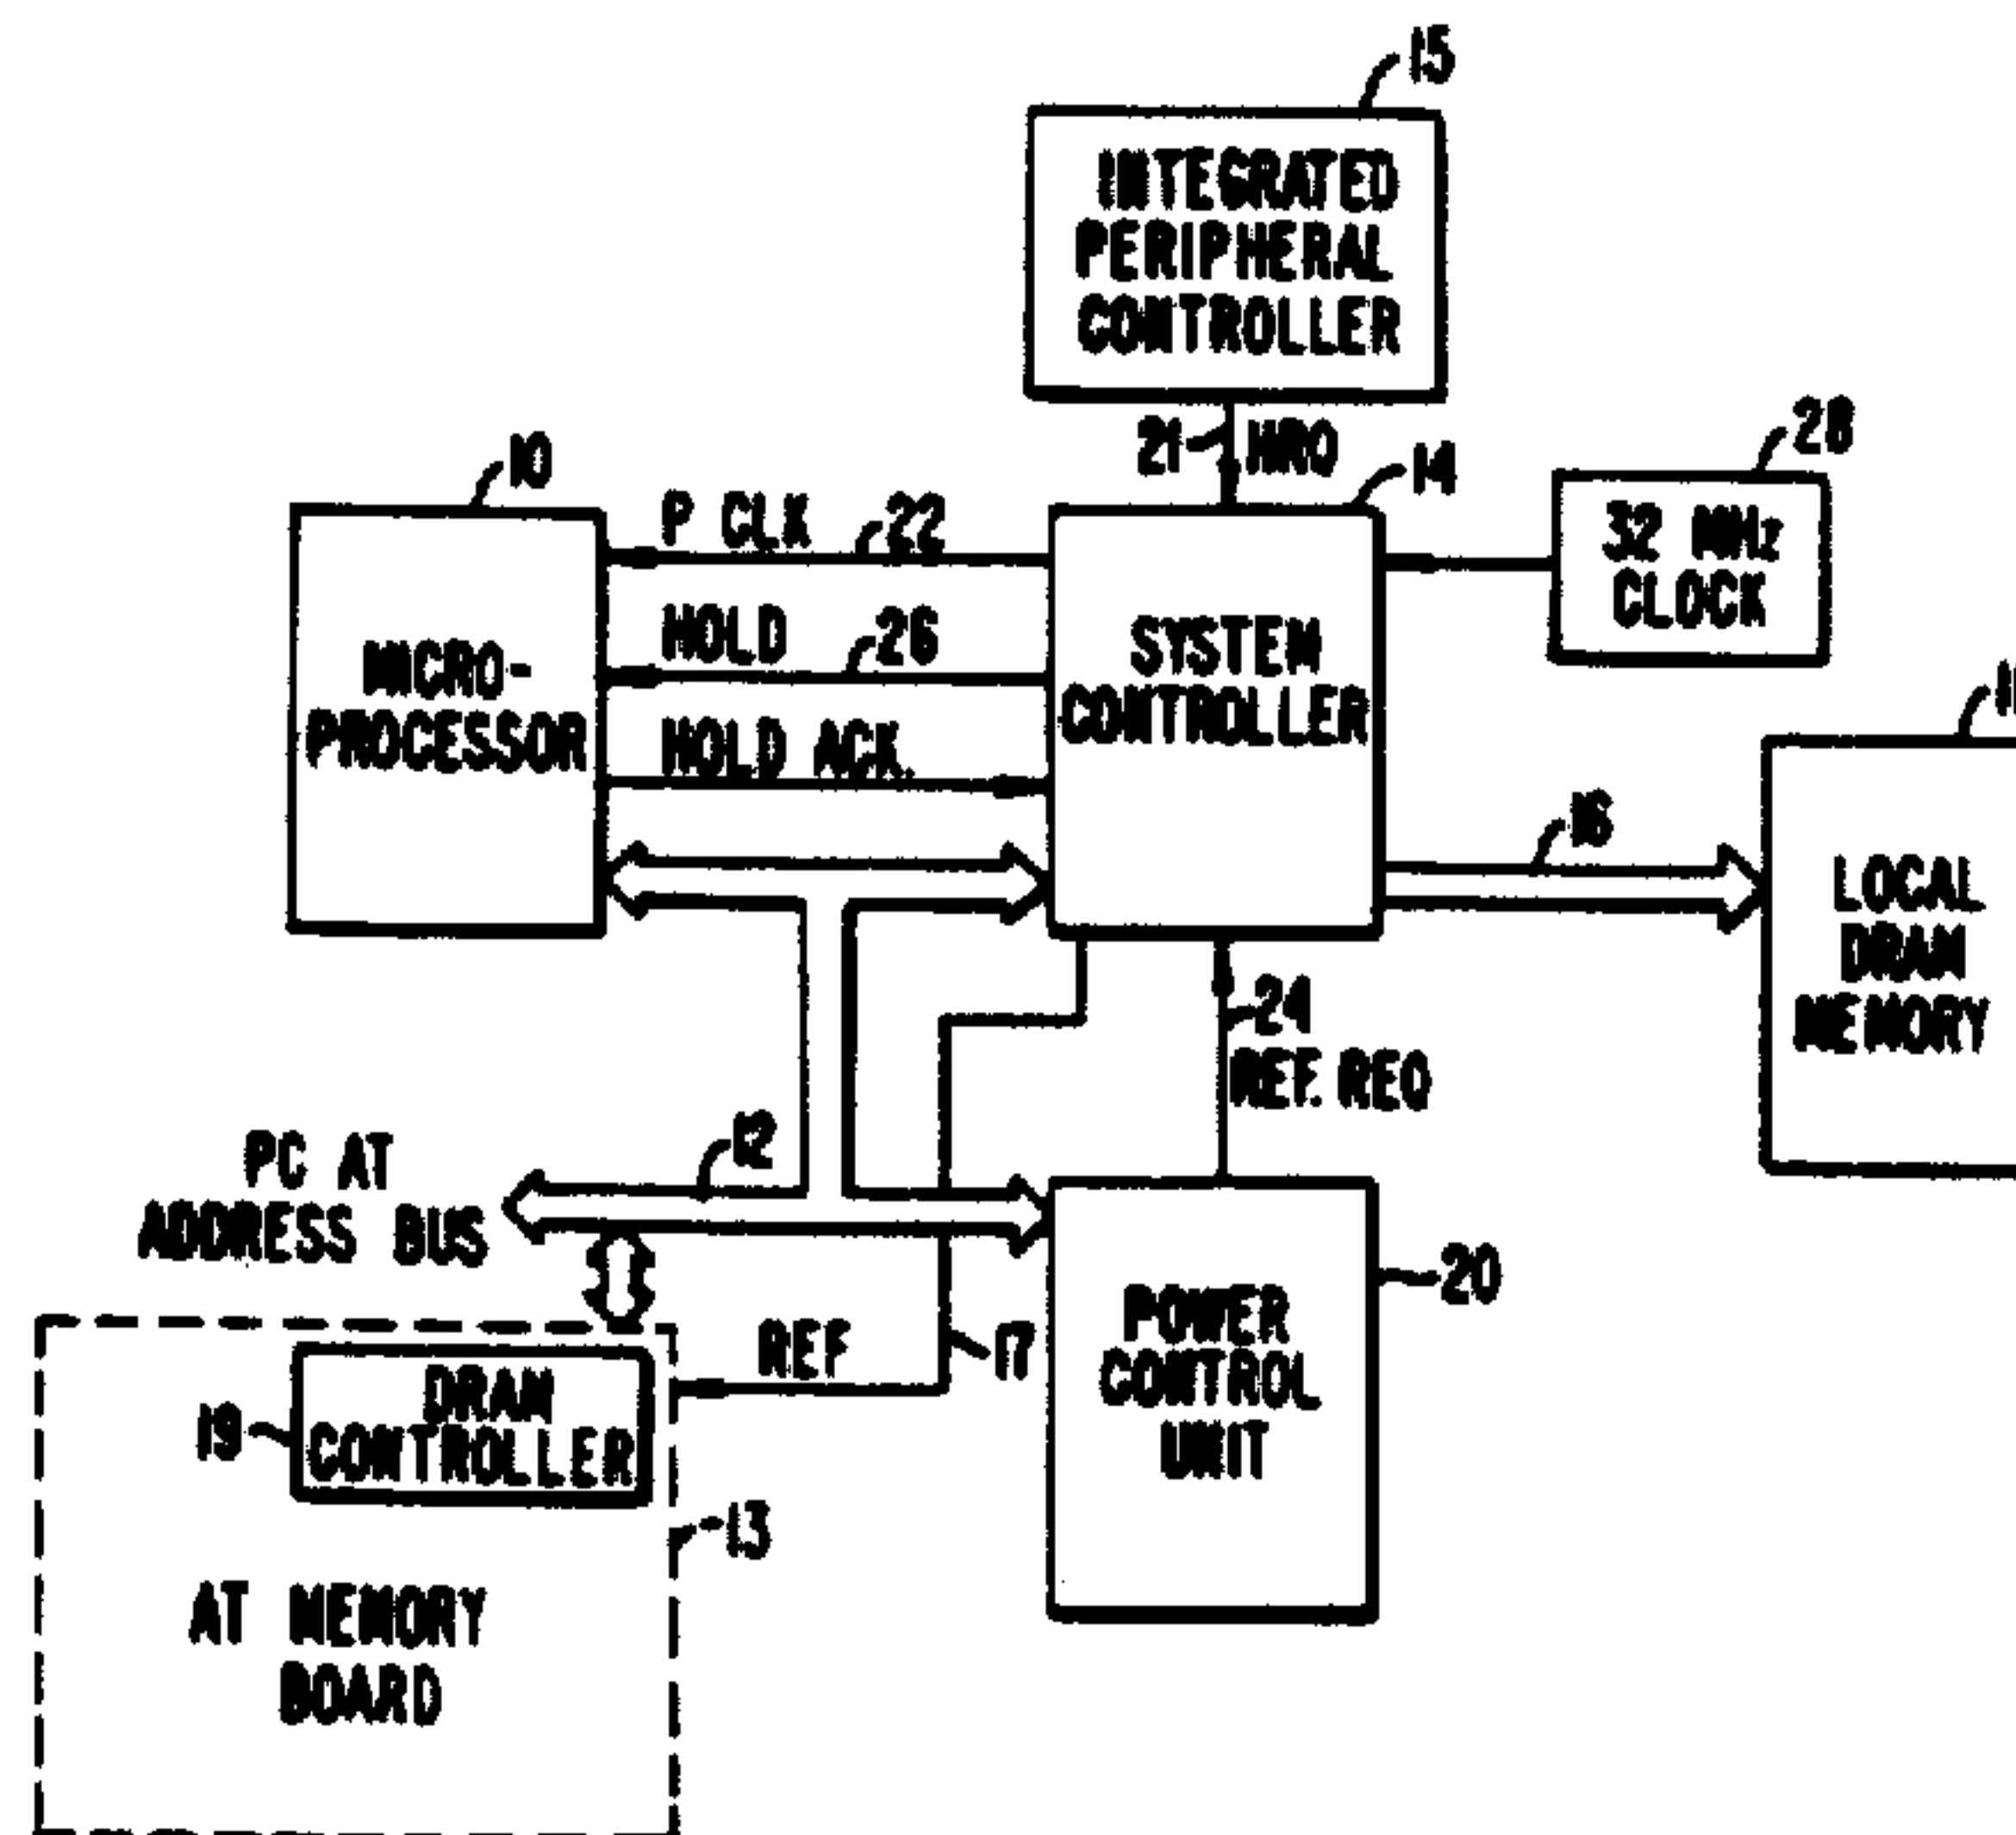 15
INTEGRATED
PERIPHERAL
CONTROLLER
21
HRQ
14
28
32 MHz
CLOCK
10
MICRO-
PROCESSOR
P CLK
22
HOLD
26
HOLD ACK.
SYSTEM
CONTROLLER
16
LOCAL
DRAM
MEMORY
24
REF. REQ
12
PC AT
ADDRESS BUS
REF
17
POWER
CONTROL
UNIT
20
19
DRAM
CONTROLLER
13
AT MEMORY
BOARD